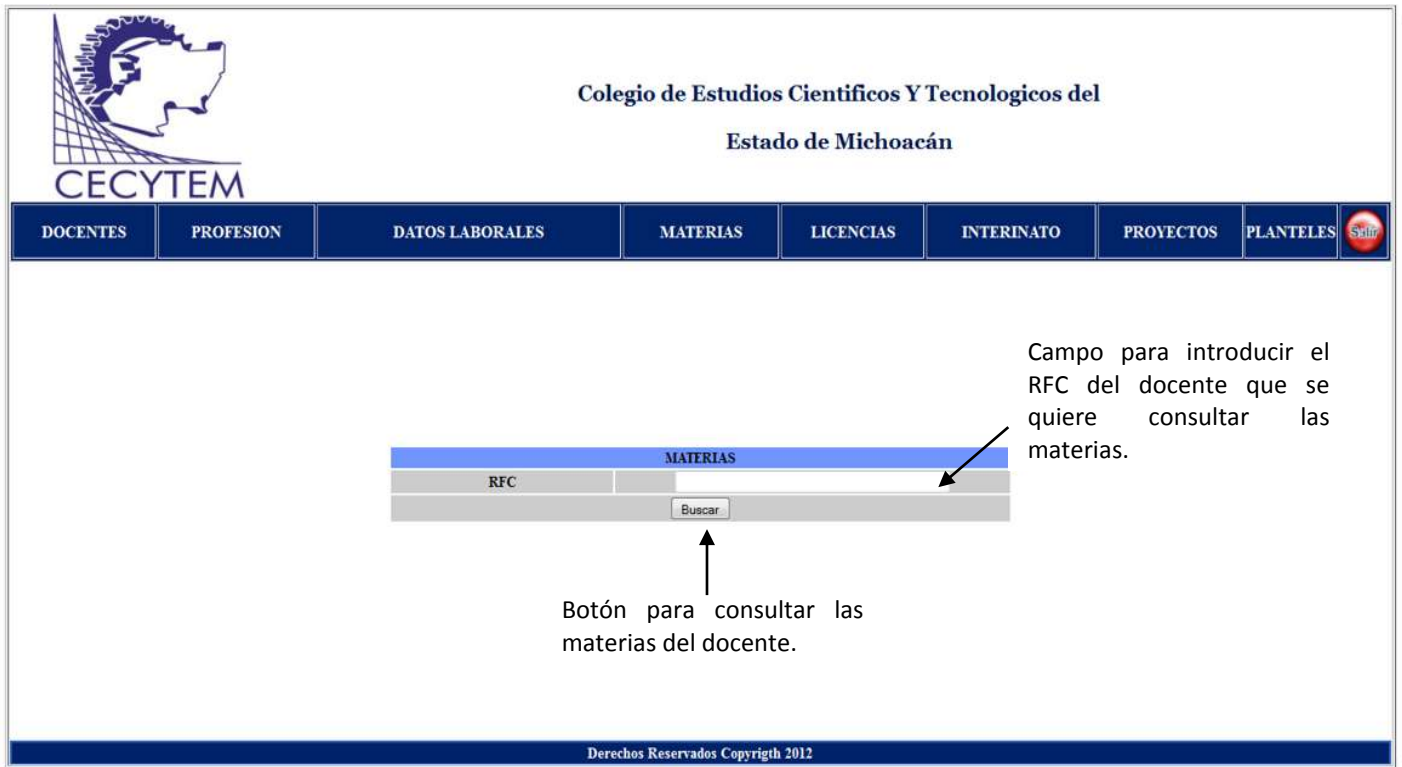 Colegio de Estudios Cientificos Y Tecnologicos del
Estado de Michoacán
CECYTEM
DOCENTES PROFESION DATOS LABORALES MATERIAS LICENCIAS INTERINATO PROYECTOS PLANTELES Salir
Campo para introducir el
RFC del docente que se
quiere consultar las
materias.
MATERIAS
RFC
Buscar
Botón para consultar las
materias del docente.
Derechos Reservados Copyrigth 2012